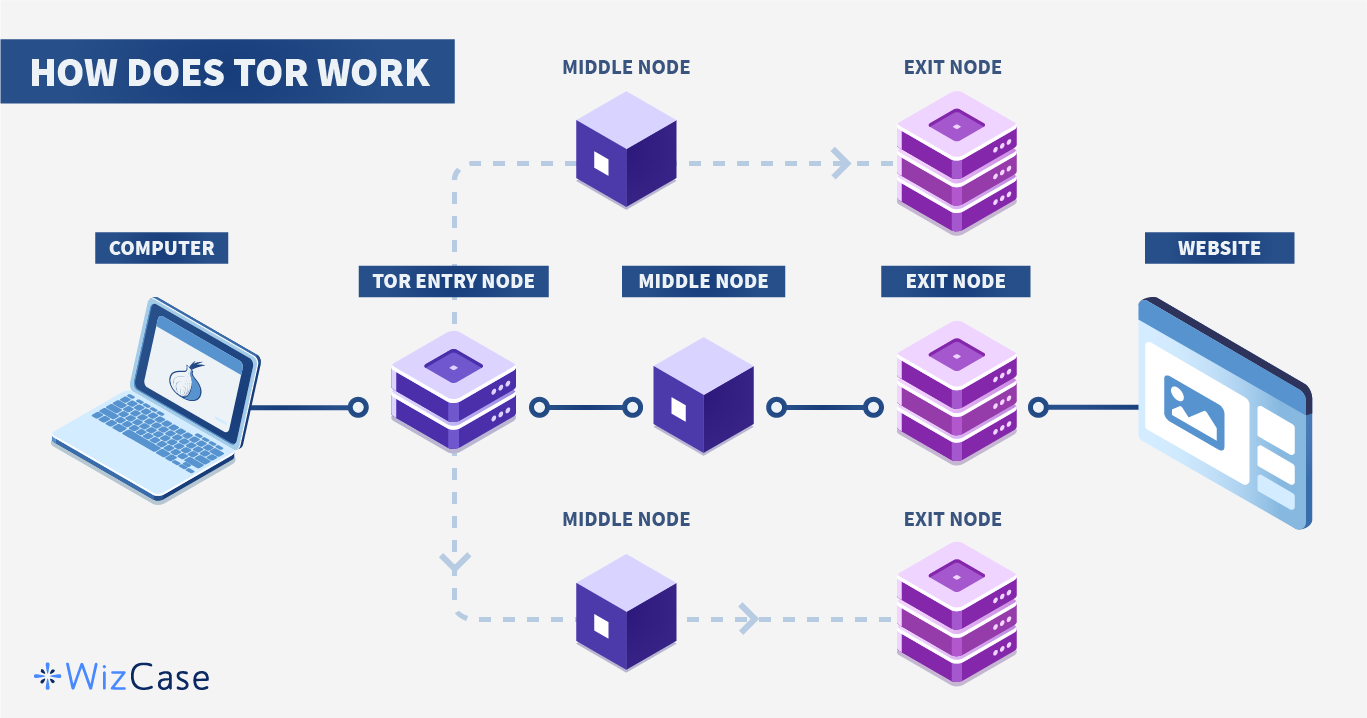 HOW DOES TOR WORK
MIDDLE NODE
EXIT NODE
COMPUTER
WEBSITE
TOR ENTRY NODE
MIDDLE NODE
EXIT NODE
MIDDLE NODE
EXIT NODE
WizCase